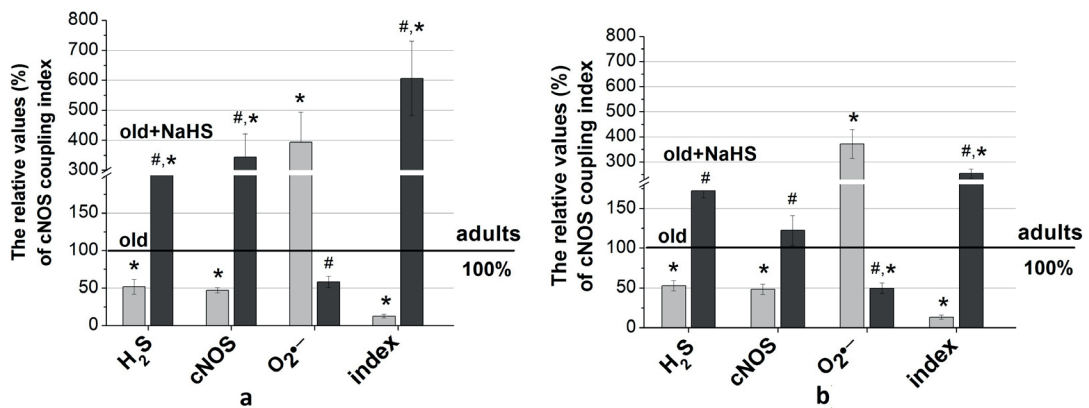 The relative values (%)
of cNOS coupling index
800
700
600
500
400
300
150
100
50
0
old+NaHS
old
#,*
*
#,*
*
*
#
*
#,*
adults
100%
H₂S
cNOS
O₂•−
index
a
The relative values (%)
of cNOS coupling index
800
700
600
500
400
300
150
100
50
0
old+NaHS
old
#
*
#
*
*
#,*
*
#,*
adults
100%
H₂S
cNOS
O₂•−
index
b